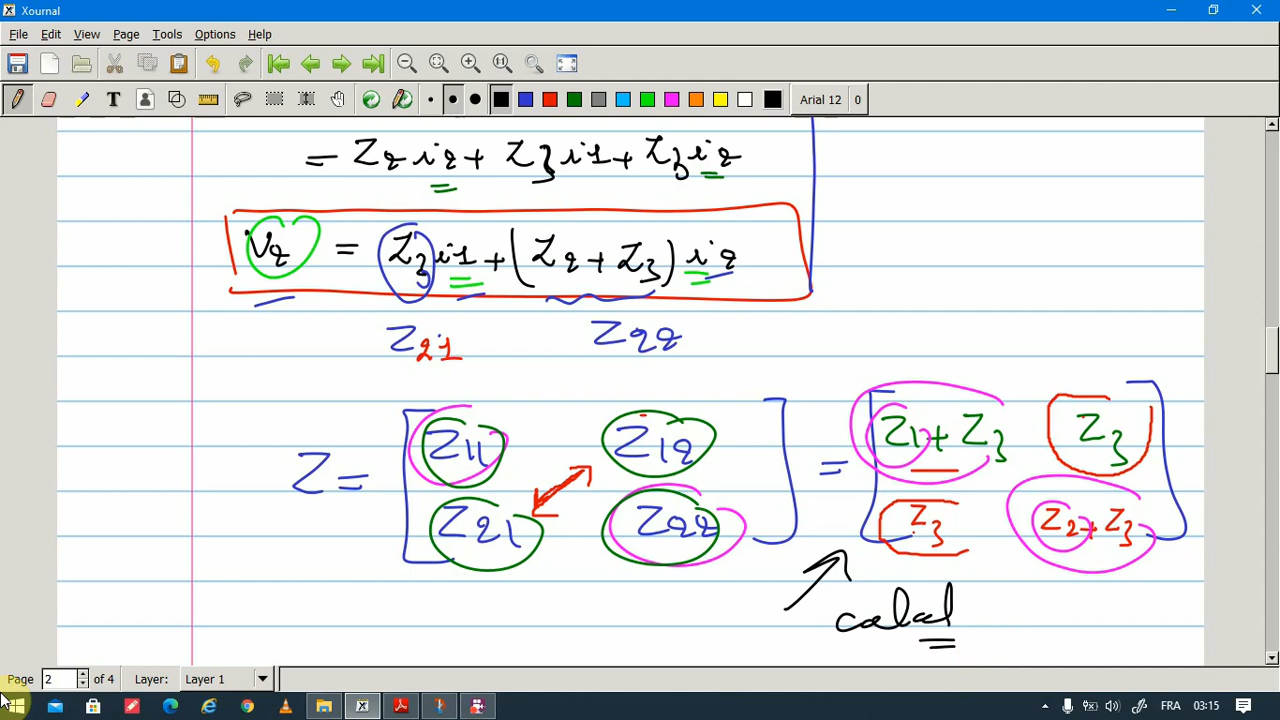 Xournal
File Edit View Page Tools Options Help
Arial 12 0
= Z2 i2 + Z3 i1 + Z3 i2
V2 = Z3 i1 + (Z2 + Z3) i2
Z21 Z22
Z = [ Z11 Z12 = [ Z1 + Z3 Z3
Z21 Z22 ] Z3 Z2 + Z3 ]
calcul
Page 2 of 4 Layer: Layer 1
FR 03:15